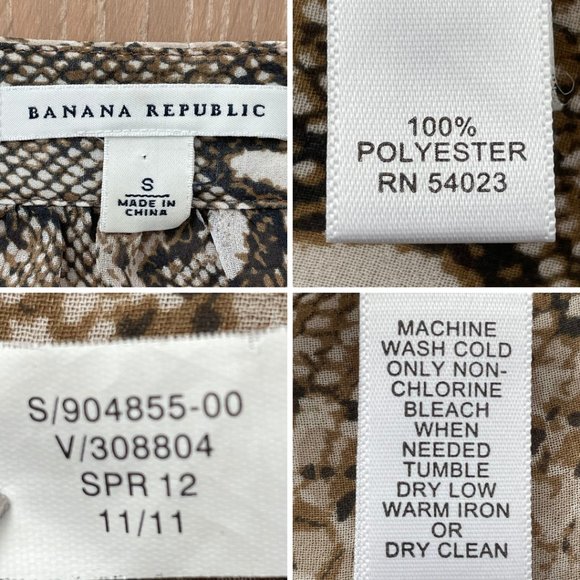 BANANA REPUBLIC
S
MADE IN
CHINA
100%
POLYESTER
RN 54023
S/904855-00
V/308804
SPR 12
11/11
MACHINE
WASH COLD
ONLY NON-
CHLORINE
BLEACH
WHEN
NEEDED
TUMBLE
DRY LOW
WARM IRON
OR
DRY CLEAN